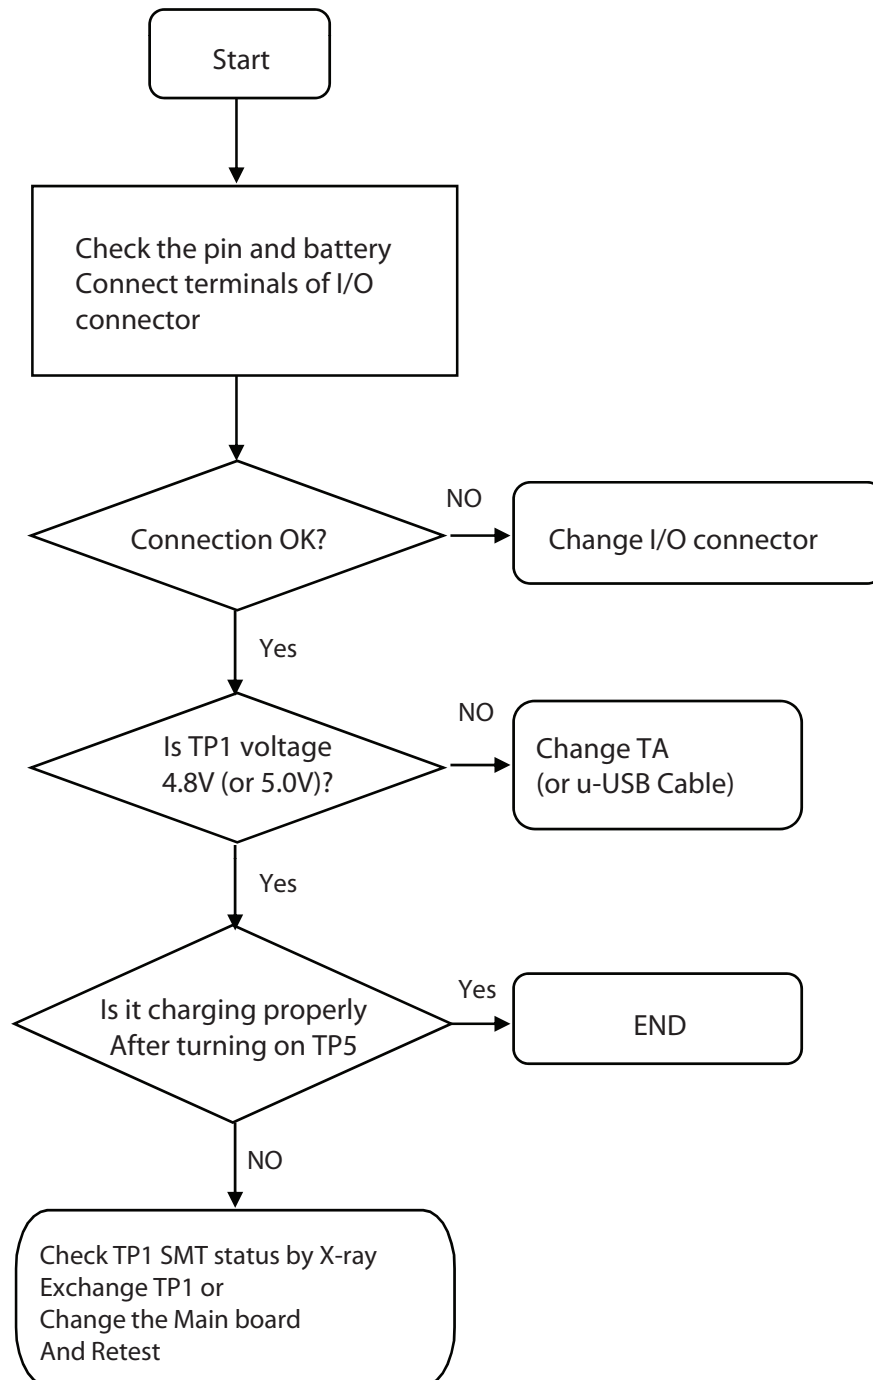 Start
Check the pin and battery
Connect terminals of I/O
connector
Connection OK?
NO
Change I/O connector
Yes
Is TP1 voltage
4.8V (or 5.0V)?
NO
Change TA
(or u-USB Cable)
Yes
Is it charging properly
After turning on TP5
Yes
END
NO
Check TP1 SMT status by X-ray
Exchange TP1 or
Change the Main board
And Retest